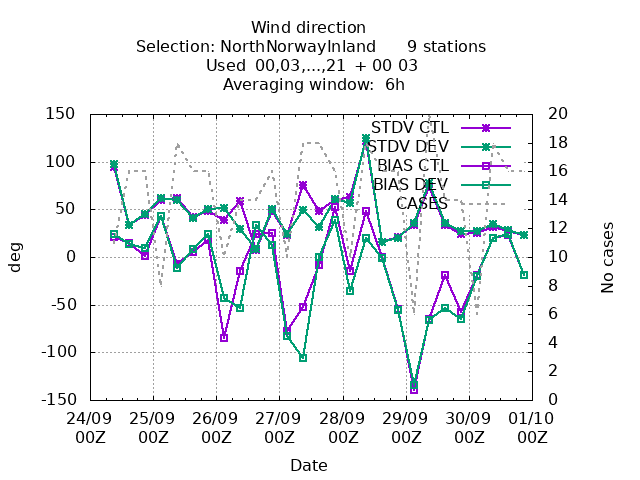 Wind direction
Selection: NorthNorwayInland 9 stations
Used 00,03,...,21 + 00 03
Averaging window: 6h
150 100 50 0 -50 -100 -150
deg
20 18 16 14 12 10 8 6 4 2 0
No cases
STDV CTL
STDV DEV
BIAS CTL
BIAS DEV
CASES
24/09 25/09 26/09 27/09 28/09 29/09 30/09 01/10
00Z 00Z 00Z 00Z 00Z 00Z 00Z 00Z
Date